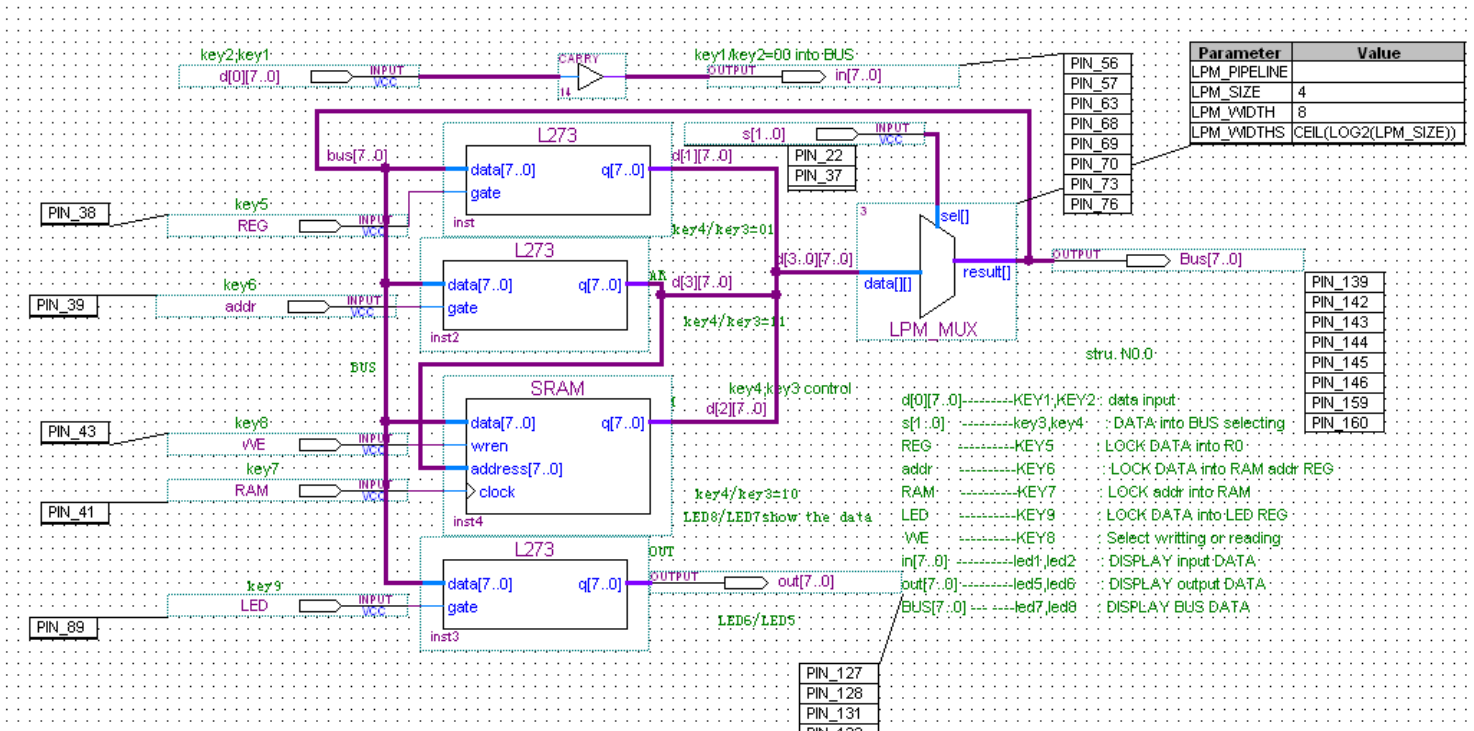 key2;key1
d[0][7..0]
INPUT
VCC
CARRY
14
key1/key2=00 into BUS
OUTPUT
in[7..0]
PIN_56
PIN_57
PIN_63
PIN_68
PIN_69
PIN_70
PIN_73
PIN_76
Parameter Value
LPM_PIPELINE
LPM_SIZE 4
LPM_WIDTH 8
LPM_WIDTHS CEIL(LOG2(LPM_SIZE))
s[1..0]
INPUT
VCC
PIN_22
PIN_37
bus[7..0]
L273
data[7..0] q[7..0]
gate
inst
d[1][7..0]
key4/key3=01
PIN_38
key5
REG
INPUT
VCC
L273
data[7..0] q[7..0]
gate
inst2
AR
d[3][7..0]
key4/key3=11
PIN_39
key6
addr
INPUT
VCC
d[3..0][7..0]
3
sel[]
data[][]
result[]
LPM_MUX
OUTPUT
Bus[7..0]
PIN_139
PIN_142
PIN_143
PIN_144
PIN_145
PIN_146
PIN_159
PIN_160
stru. N0.0
BUS
SRAM
data[7..0] q[7..0]
wren
address[7..0]
clock
inst4
key4;key3 control
d[2][7..0]
key4/key3=10
LED8/LED7show the data
PIN_43
key8
WE
INPUT
VCC
key7
RAM
INPUT
VCC
PIN_41
L273
data[7..0] q[7..0]
gate
inst3
OUT
OUTPUT
out[7..0]
LED6/LED5
key9
LED
INPUT
VCC
PIN_89
PIN_127
PIN_128
PIN_131
d[0][7..0]--------KEY1,KEY2 : data input
s[1..0] --------key3,key4 : DATA into BUS selecting
REG ----------KEY5 : LOCK DATA into R0
addr ----------KEY6 : LOCK DATA into RAM addr REG
RAM ----------KEY7 : LOCK addr into RAM
LED ----------KEY9 : LOCK DATA into LED REG
WE ----------KEY8 : Select writting or reading
in[7..0]---------led1,led2 : DISPLAY input DATA
out[7..0]--------led5,led6 : DISPLAY output DATA
BUS[7..0] --- ----led7,led8 : DISPLAY BUS DATA